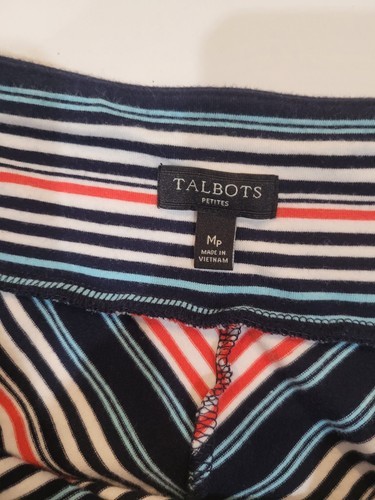 TALBOTS
PETITES
MP
MADE IN
VIETNAM